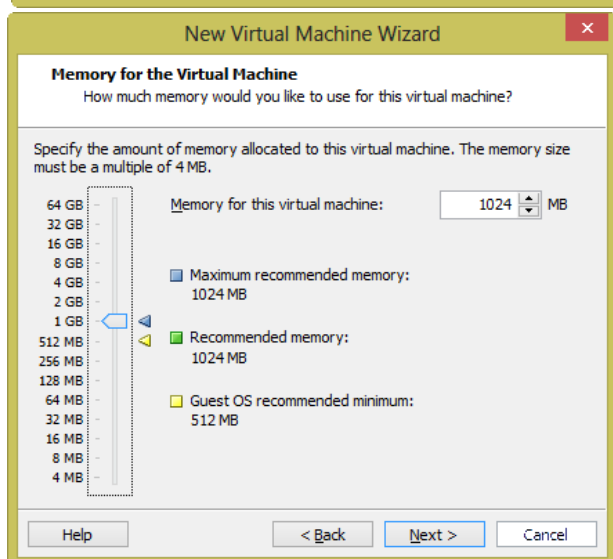 New Virtual Machine Wizard
Memory for the Virtual Machine
How much memory would you like to use for this virtual machine?
Specify the amount of memory allocated to this virtual machine. The memory size
must be a multiple of 4 MB.
64 GB
Memory for this virtual machine: 1024 MB
32 GB
16 GB
8 GB
Maximum recommended memory:
4 GB
1024 MB
2 GB
1 GB
512 MB
Recommended memory:
256 MB
1024 MB
128 MB
64 MB
Guest OS recommended minimum:
32 MB
512 MB
16 MB
8 MB
4 MB
Help
< Back
Next >
Cancel